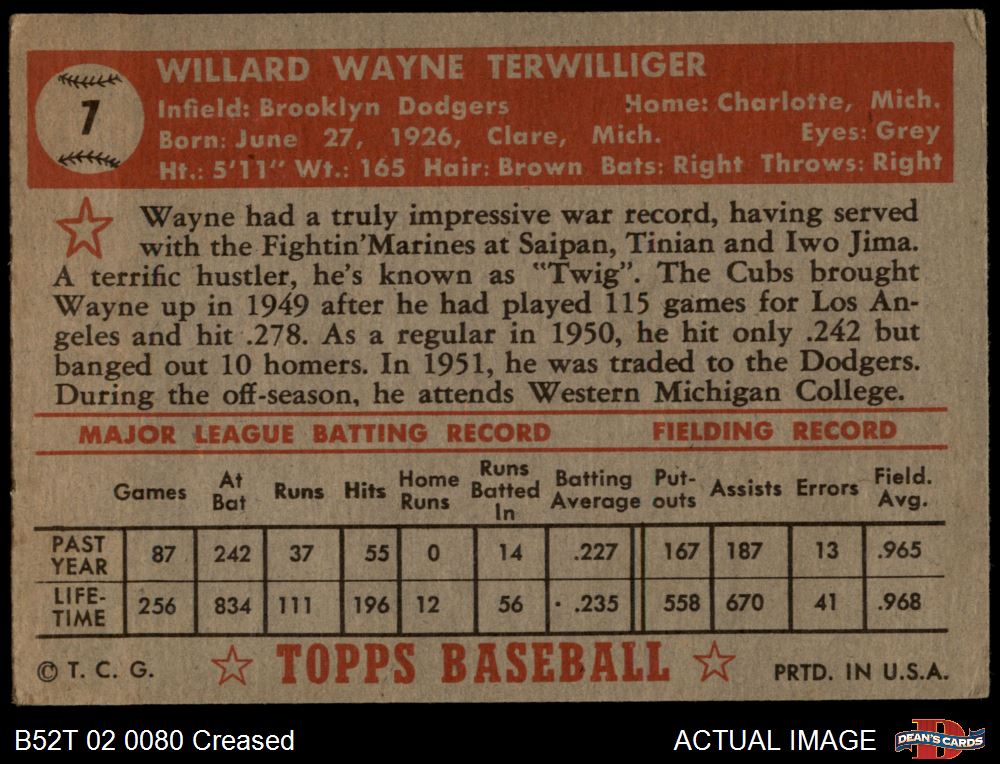 WILLARD WAYNE TERWILLIGER
7
Infield: Brooklyn Dodgers Home: Charlotte, Mich.
Born: June 27, 1926, Clare, Mich. Eyes: Grey
Ht.: 5'11" Wt.: 165 Hair: Brown Bats: Right Throws: Right
Wayne had a truly impressive war record, having served
with the Fightin' Marines at Saipan, Tinian and Iwo Jima.
A terrific hustler, he's known as "Twig". The Cubs brought
Wayne up in 1949 after he had played 115 games for Los An-
geles and hit .278. As a regular in 1950, he hit only .242 but
banged out 10 homers. In 1951, he was traded to the Dodgers.
During the off-season, he attends Western Michigan College.
MAJOR LEAGUE BATTING RECORD FIELDING RECORD
Games At Bat Runs Hits Home Runs Runs Batted In Batting Average Put-outs Assists Errors Field. Avg.
PAST YEAR 87 242 37 55 0 14 .227 167 187 13 .965
LIFE-TIME 256 834 111 196 12 56 .235 558 670 41 .968
© T. C. G. TOPPS BASEBALL PRTD. IN U.S.A.
B52T 02 0080 Creased ACTUAL IMAGE DEAN'S CARDS